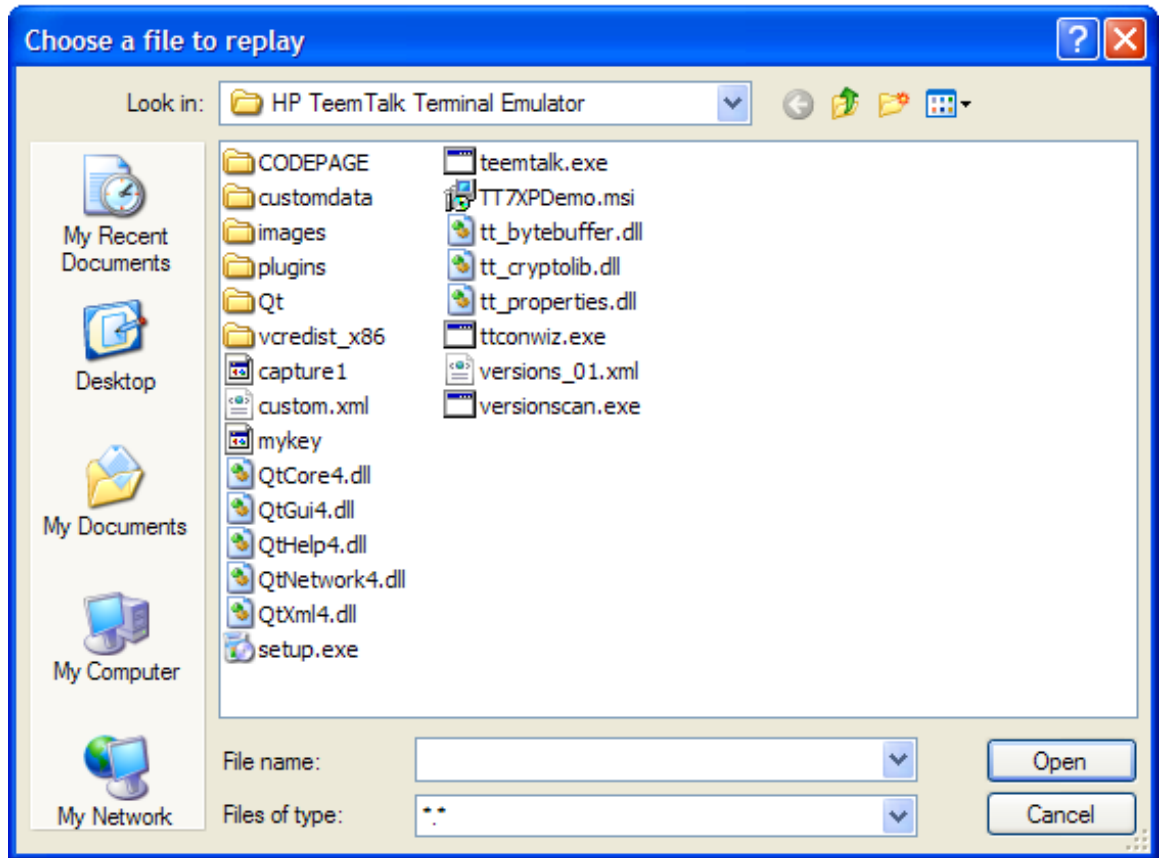 Choose a file to replay
Look in: HP TeemTalk Terminal Emulator
My Recent
Documents
Desktop
My Documents
My Computer
My Network
CODEPAGE
customdata
images
plugins
Qt
vcredist_x86
capture1
custom.xml
mykey
QtCore4.dll
QtGui4.dll
QtHelp4.dll
QtNetwork4.dll
QtXml4.dll
setup.exe
teemtalk.exe
TT7XPDemo.msi
tt_bytebuffer.dll
tt_cryptolib.dll
tt_properties.dll
ttconwiz.exe
versions_01.xml
versionscan.exe
File name:
Open
Files of type: *.*
Cancel